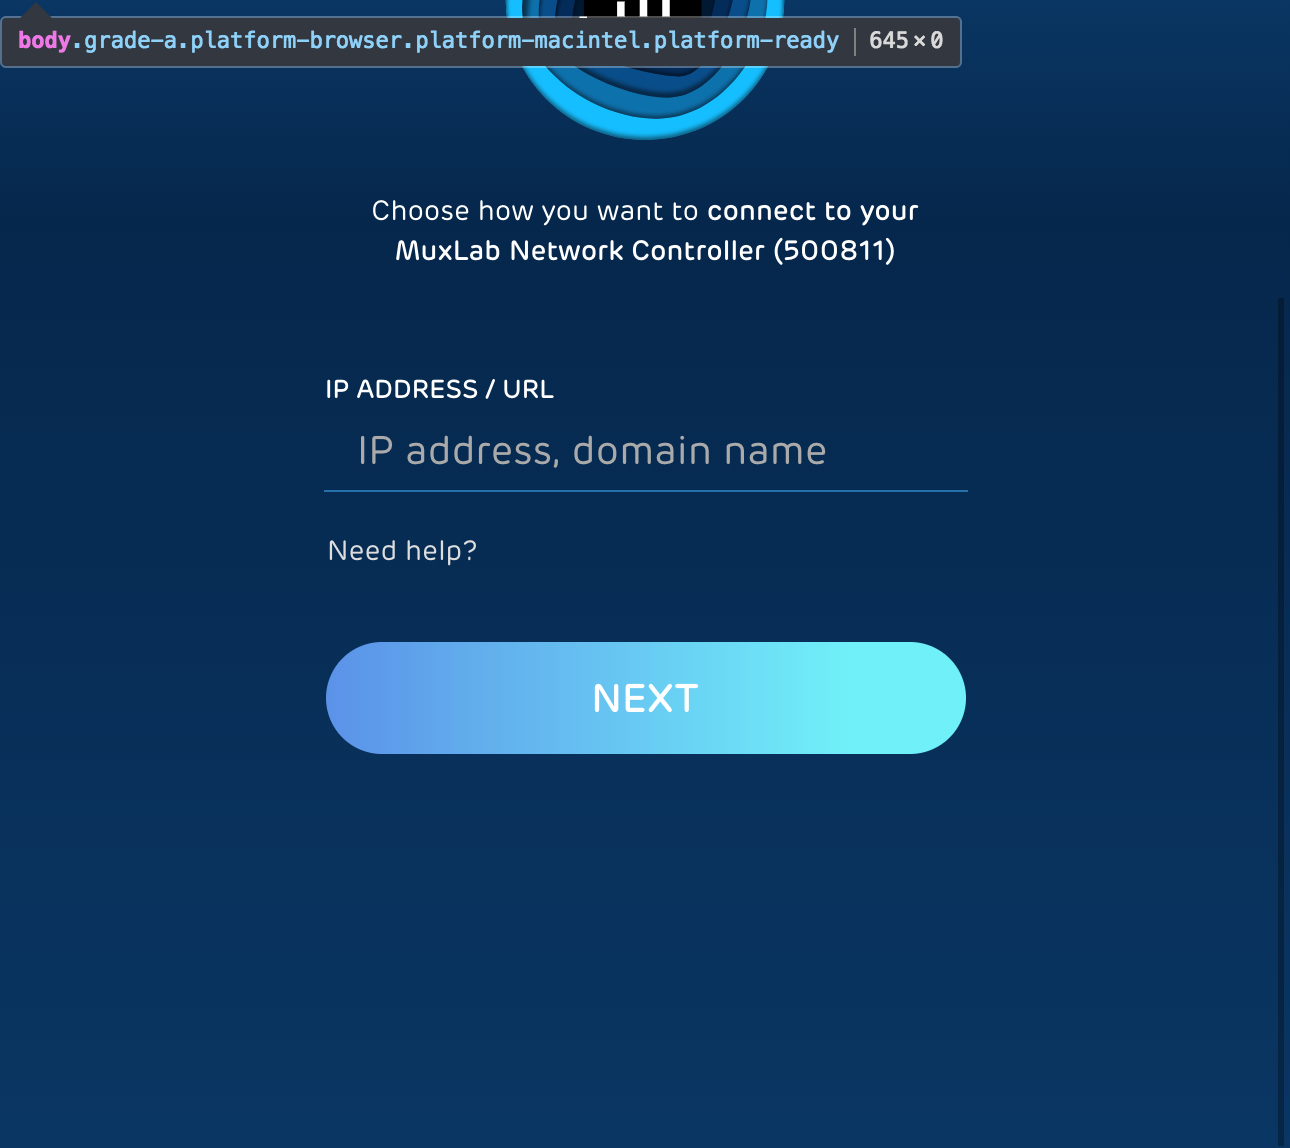 body.grade-a.platform-browser.platform-macintel.platform-ready | 645×0
Choose how you want to connect to your
MuxLab Network Controller (500811)
IP ADDRESS / URL
IP address, domain name
Need help?
NEXT